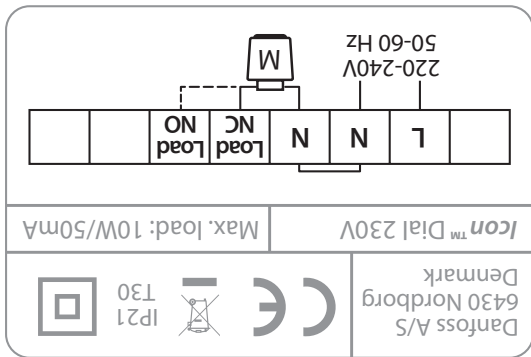 Danfoss A/S
6430 Nordborg
Denmark
CE
IP21
T30
Icon™ Dial 230V
Max. load: 10W/50mA
L
N
N
Load
NC
Load
NO
220-240V
50-60 Hz
M